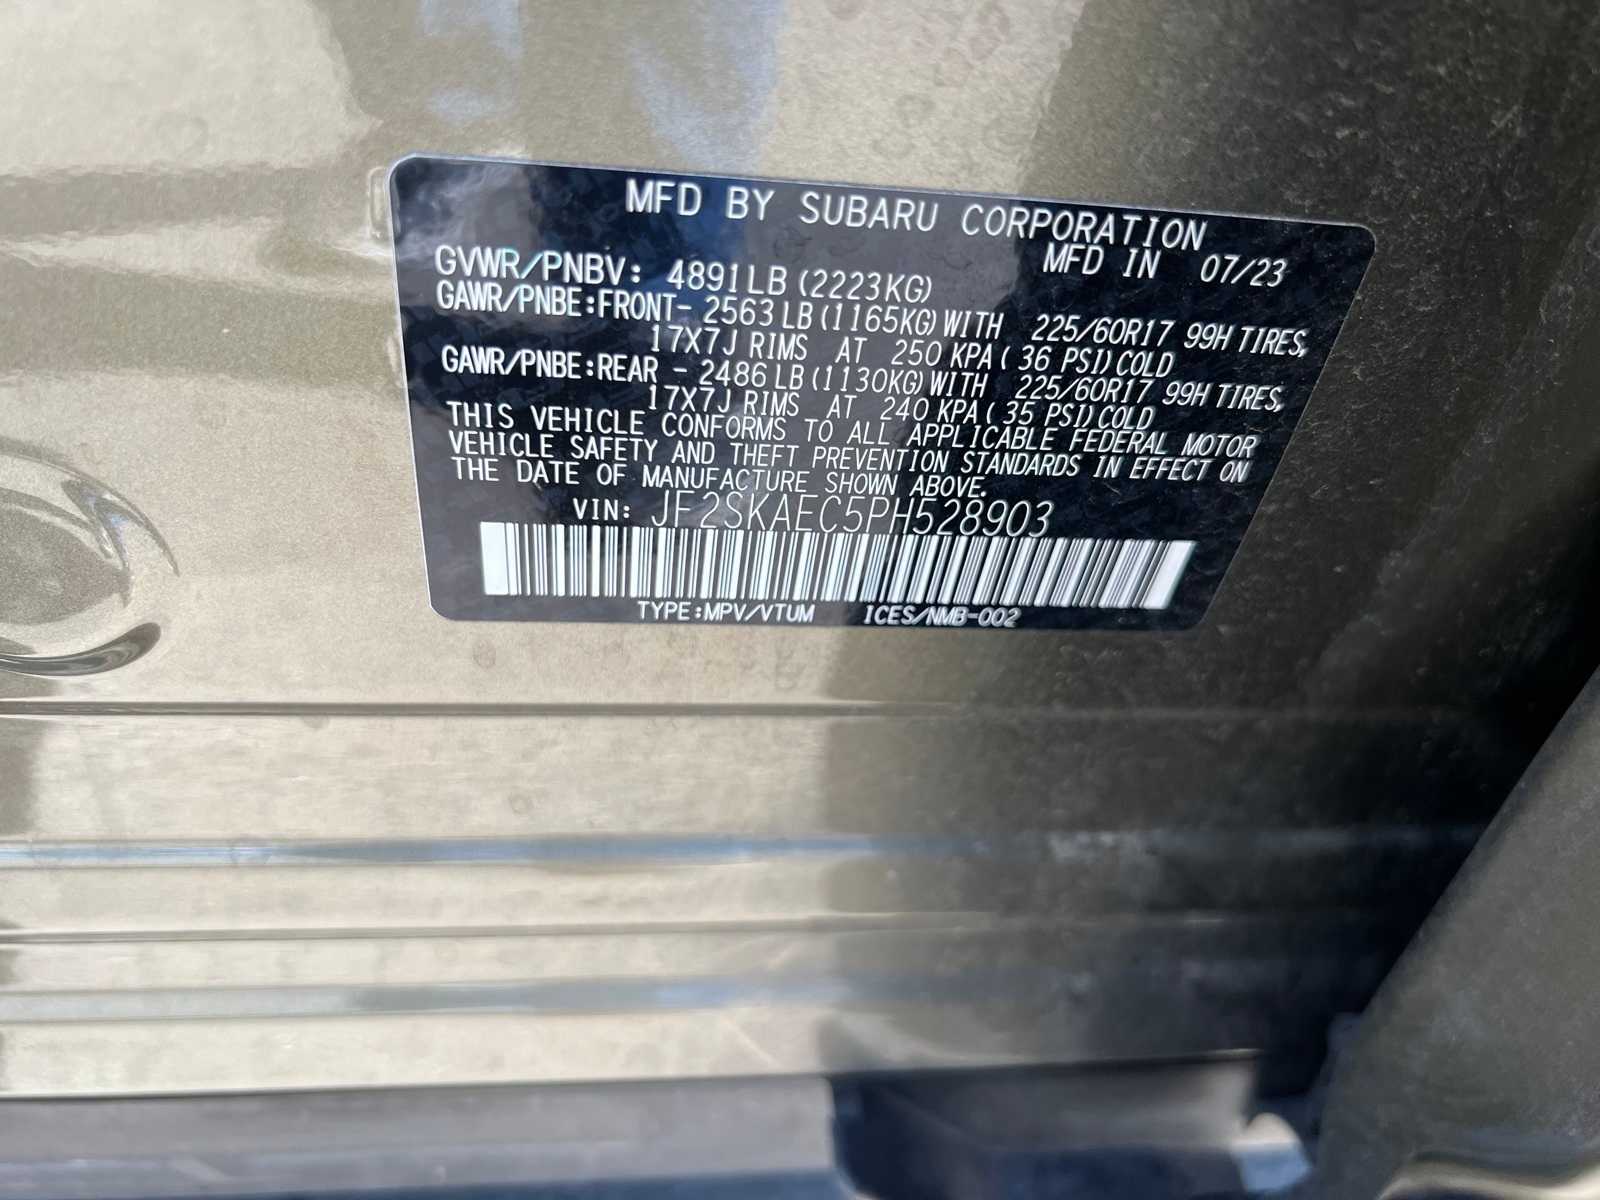 MFD BY SUBARU CORPORATION
GVWR/PNBV: 4891LB (2223KG) MFD IN 07/23
GAWR/PNBE:FRONT- 2563 LB (1165KG) WITH 225/60R17 99H TIRES,
17X7J RIMS AT 250 KPA ( 36 PSI) COLD
GAWR/PNBE:REAR - 2486 LB (1130KG) WITH 225/60R17 99H TIRES,
17X7J RIMS AT 240 KPA ( 35 PSI) COLD
THIS VEHICLE CONFORMS TO ALL APPLICABLE FEDERAL MOTOR
VEHICLE SAFETY AND THEFT PREVENTION STANDARDS IN EFFECT ON
THE DATE OF MANUFACTURE SHOWN ABOVE.
VIN: JF2SKAEC5PH528903
TYPE:MPV/VTUM ICES/NMB-002